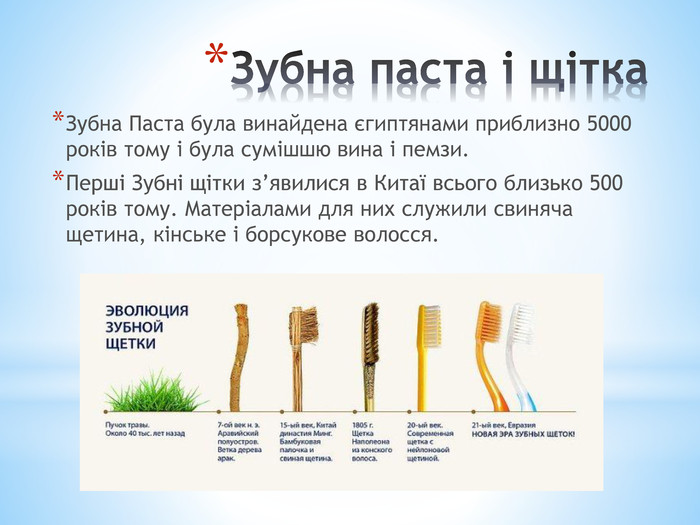 *Зубна паста і щітка
*Зубна Паста була винайдена єгиптянами приблизно 5000
років тому і була сумішшю вина і пемзи.
*Перші Зубні щітки з’явилися в Китаї всього близько 500
років тому. Матеріалами для них служили свиняча
щетина, кінське і борсукове волосся.
ЭВОЛЮЦИЯ
ЗУБНОЙ
ЩЕТКИ
Пучок травы.
Около 40 тыс. лет назад
7-ой век н. э.
Аравийский
полуостров.
Ветка дерева
арак.
15-ый век, Китай
династия Минг.
Бамбуковая
палочка и
свиная щетина.
1805 г.
Щетка
Наполеона
из конского
волоса.
20-ый век.
Современная
щетка с
нейлоновой
щетиной.
21-ый век, Евразия
НОВАЯ ЭРА ЗУБНЫХ ЩЕТОК!